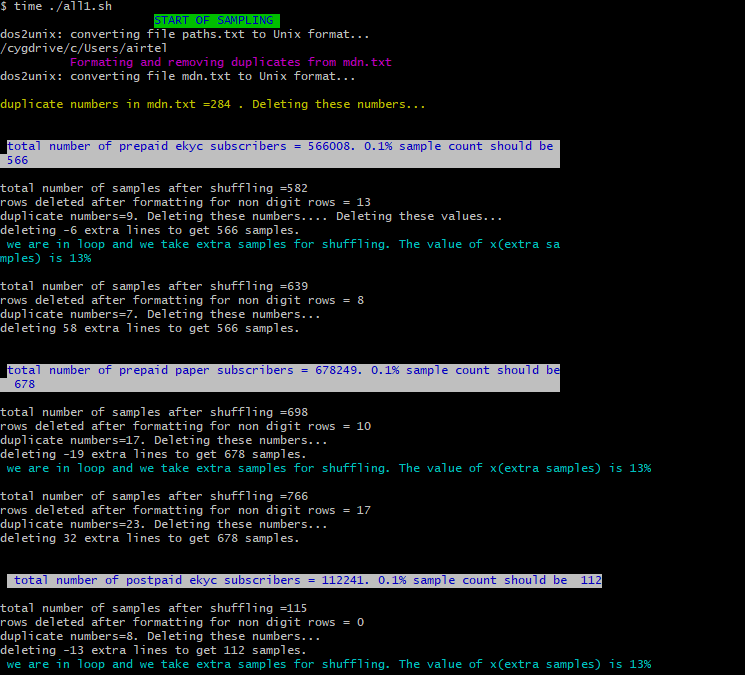 $ time ./all1.sh
START OF SAMPLING
dos2unix: converting file paths.txt to Unix format...
/cygdrive/c/Users/airtel
Formating and removing duplicates from mdn.txt
dos2unix: converting file mdn.txt to Unix format...
duplicate numbers in mdn.txt =284 . Deleting these numbers...
total number of prepaid ekyc subscribers = 566008. 0.1% sample count should be
566
total number of samples after shuffling =582
rows deleted after formatting for non digit rows = 13
duplicate numbers=9. Deleting these numbers.... Deleting these values...
deleting -6 extra lines to get 566 samples.
we are in loop and we take extra samples for shuffling. The value of x(extra sa
mples) is 13%
total number of samples after shuffling =639
rows deleted after formatting for non digit rows = 8
duplicate numbers=7. Deleting these numbers...
deleting 58 extra lines to get 566 samples.
total number of prepaid paper subscribers = 678249. 0.1% sample count should be
678
total number of samples after shuffling =698
rows deleted after formatting for non digit rows = 10
duplicate numbers=17. Deleting these numbers...
deleting -19 extra lines to get 678 samples.
we are in loop and we take extra samples for shuffling. The value of x(extra samples) is 13%
total number of samples after shuffling =766
rows deleted after formatting for non digit rows = 17
duplicate numbers=23. Deleting these numbers...
deleting 32 extra lines to get 678 samples.
total number of postpaid ekyc subscribers = 112241. 0.1% sample count should be  112
total number of samples after shuffling =115
rows deleted after formatting for non digit rows = 0
duplicate numbers=8. Deleting these numbers...
deleting -13 extra lines to get 112 samples.
we are in loop and we take extra samples for shuffling. The value of x(extra samples) is 13%